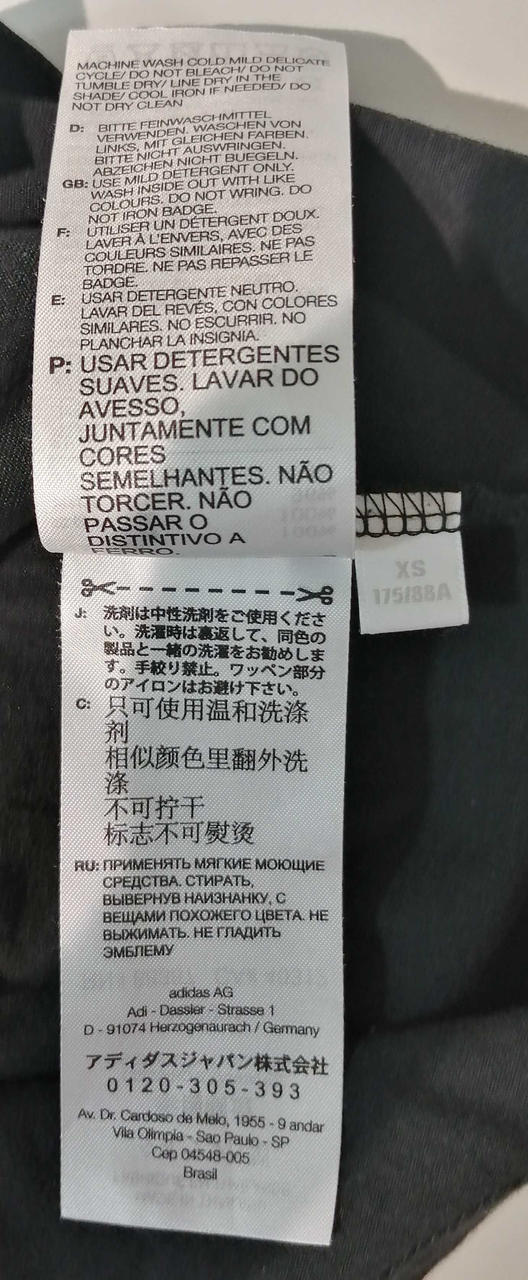 MACHINE WASH COLD MILD DELICATE
CYCLE/ DO NOT BLEACH/ DO NOT
TUMBLE DRY/ LINE DRY IN THE
SHADE/ COOL IRON IF NEEDED/ DO
NOT DRY CLEAN
D: BITTE FEINWASCHMITTEL
VERWENDEN. WASCHEN VON
LINKS, MIT GLEICHEN FARBEN.
BITTE NICHT AUSWRINGEN.
ABZEICHEN NICHT BUEGELN.
GB: USE MILD DETERGENT ONLY.
WASH INSIDE OUT WITH LIKE
COLOURS. DO NOT WRING. DO
NOT IRON BADGE.
F: UTILISER UN DÉTERGENT DOUX.
LAVER À L'ENVERS, AVEC DES
COULEURS SIMILAIRES. NE PAS
TORDRE. NE PAS REPASSER LE
BADGE.
E: USAR DETERGENTE NEUTRO.
LAVAR DEL REVÉS, CON COLORES
SIMILARES. NO ESCURRIR. NO
PLANCHAR LA INSIGNIA.
P: USAR DETERGENTES
SUAVES. LAVAR DO
AVESSO,
JUNTAMENTE COM
CORES
SEMELHANTES. NÃO
TORCER. NÃO
PASSAR O
DISTINTIVO A
FERRO.
XS
175/88A
J: 洗剤は中性洗剤をご使用くださ
い。洗濯時は裏返して、同色の
製品と一緒の洗濯をお勧めしま
す。手絞り禁止。ワッペン部分
のアイロンはお避け下さい。
C: 只可使用温和洗涤
剂
相似颜色里翻外洗
涤
不可拧干
标志不可熨烫
RU: ПРИМЕНЯТЬ МЯГКИЕ МОЮЩИЕ
СРЕДСТВА. СТИРАТЬ,
ВЫВЕРНУВ НАИЗНАНКУ, С
ВЕЩАМИ ПОХОЖЕГО ЦВЕТА. НЕ
ВЫЖИМАТЬ. НЕ ГЛАДИТЬ
ЭМБЛЕМУ
adidas AG
Adi - Dassler - Strasse 1
D - 91074 Herzogenaurach / Germany
アディダスジャパン株式会社
0120-305-393
Av. Dr. Cardoso de Melo, 1955 - 9 andar
Vila Olimpia - Sao Paulo - SP
Cep 04548-005
Brasil